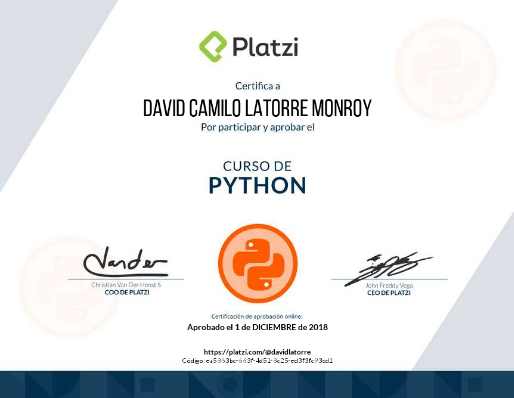 Platzi
Certifica a
DAVID CAMILO LATORRE MONROY
Por participar y aprobar el
CURSO DE
PYTHON
Christian Van Der Henst S
COO DE PLATZI
John Freddy Vega
CEO DE PLATZI
Certificación de aprobación online:
Aprobado el 1 de DICIEMBRE de 2018
https://platzi.com/@davidlatorre
Código: